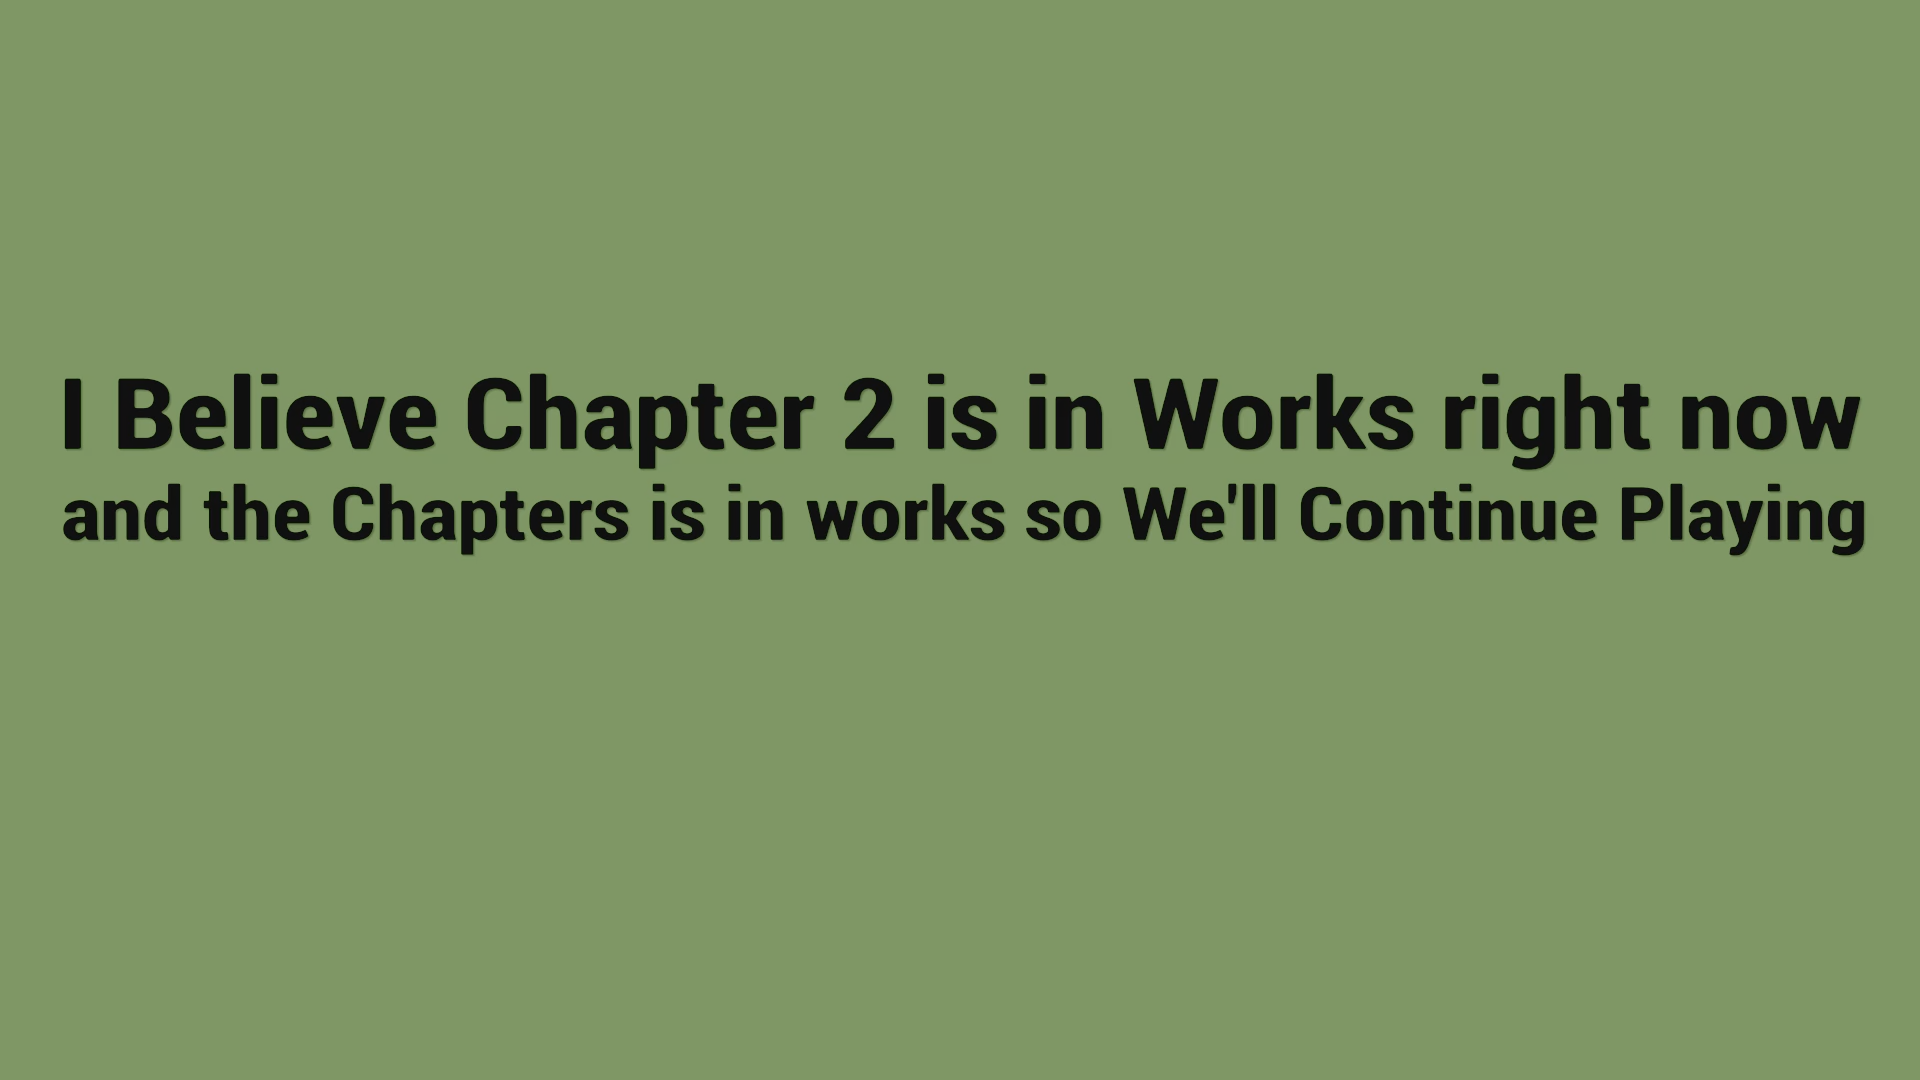 I Believe Chapter 2 is in Works right now
and the Chapters is in works so We'll Continue Playing